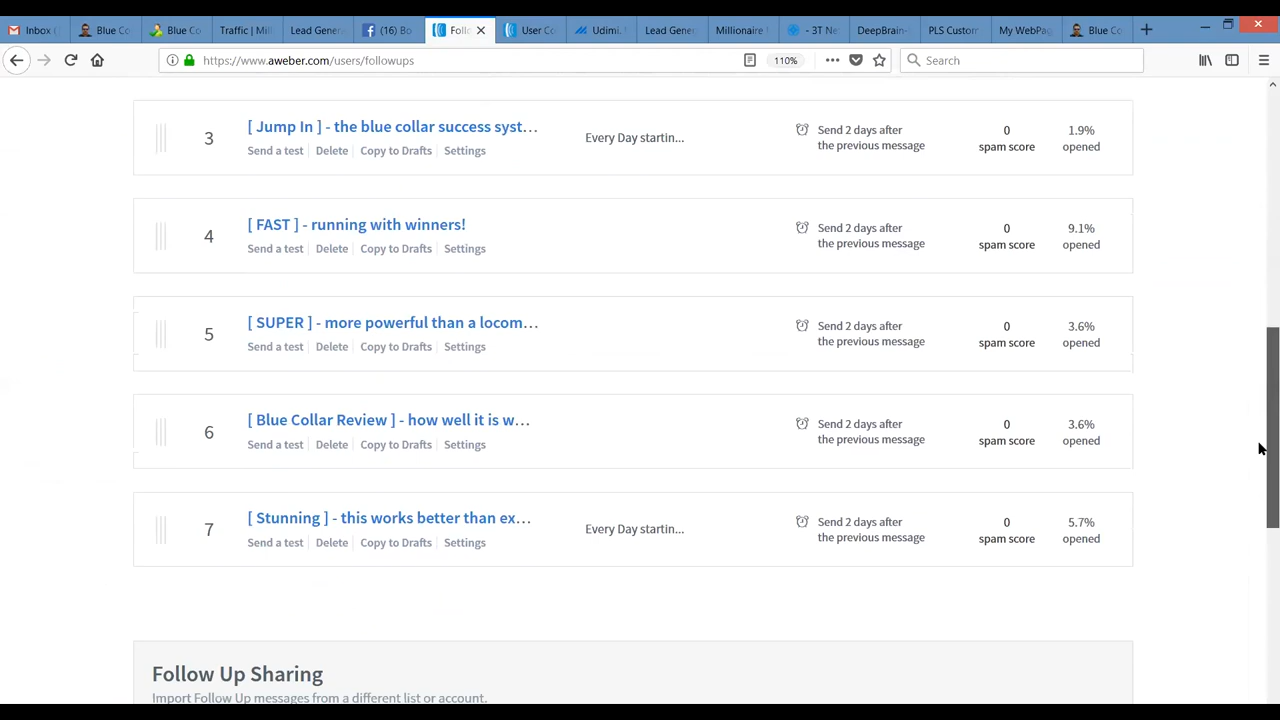 Inbox (
Blue Co
Blue Co
Traffic | Mil
Lead Gener
(16) Bo
Foll
User Co
Udimi.
Lead Gene
Millionaire
- 3T Ne
DeepBrain-
PLS Custom
My WebPag
Blue Co
https://www.aweber.com/users/followups
110%
Search
3
[ Jump In ] - the blue collar success syst...
Send a test
Delete
Copy to Drafts
Settings
Every Day startin...
Send 2 days after
the previous message
0
spam score
1.9%
opened
4
[ FAST ] - running with winners!
Send a test
Delete
Copy to Drafts
Settings
Send 2 days after
the previous message
0
spam score
9.1%
opened
5
[ SUPER ] - more powerful than a locom...
Send a test
Delete
Copy to Drafts
Settings
Send 2 days after
the previous message
0
spam score
3.6%
opened
6
[ Blue Collar Review ] - how well it is w...
Send a test
Delete
Copy to Drafts
Settings
Send 2 days after
the previous message
0
spam score
3.6%
opened
7
[ Stunning ] - this works better than ex...
Send a test
Delete
Copy to Drafts
Settings
Every Day startin...
Send 2 days after
the previous message
0
spam score
5.7%
opened
Follow Up Sharing
Import Follow Up messages from a different list or account.